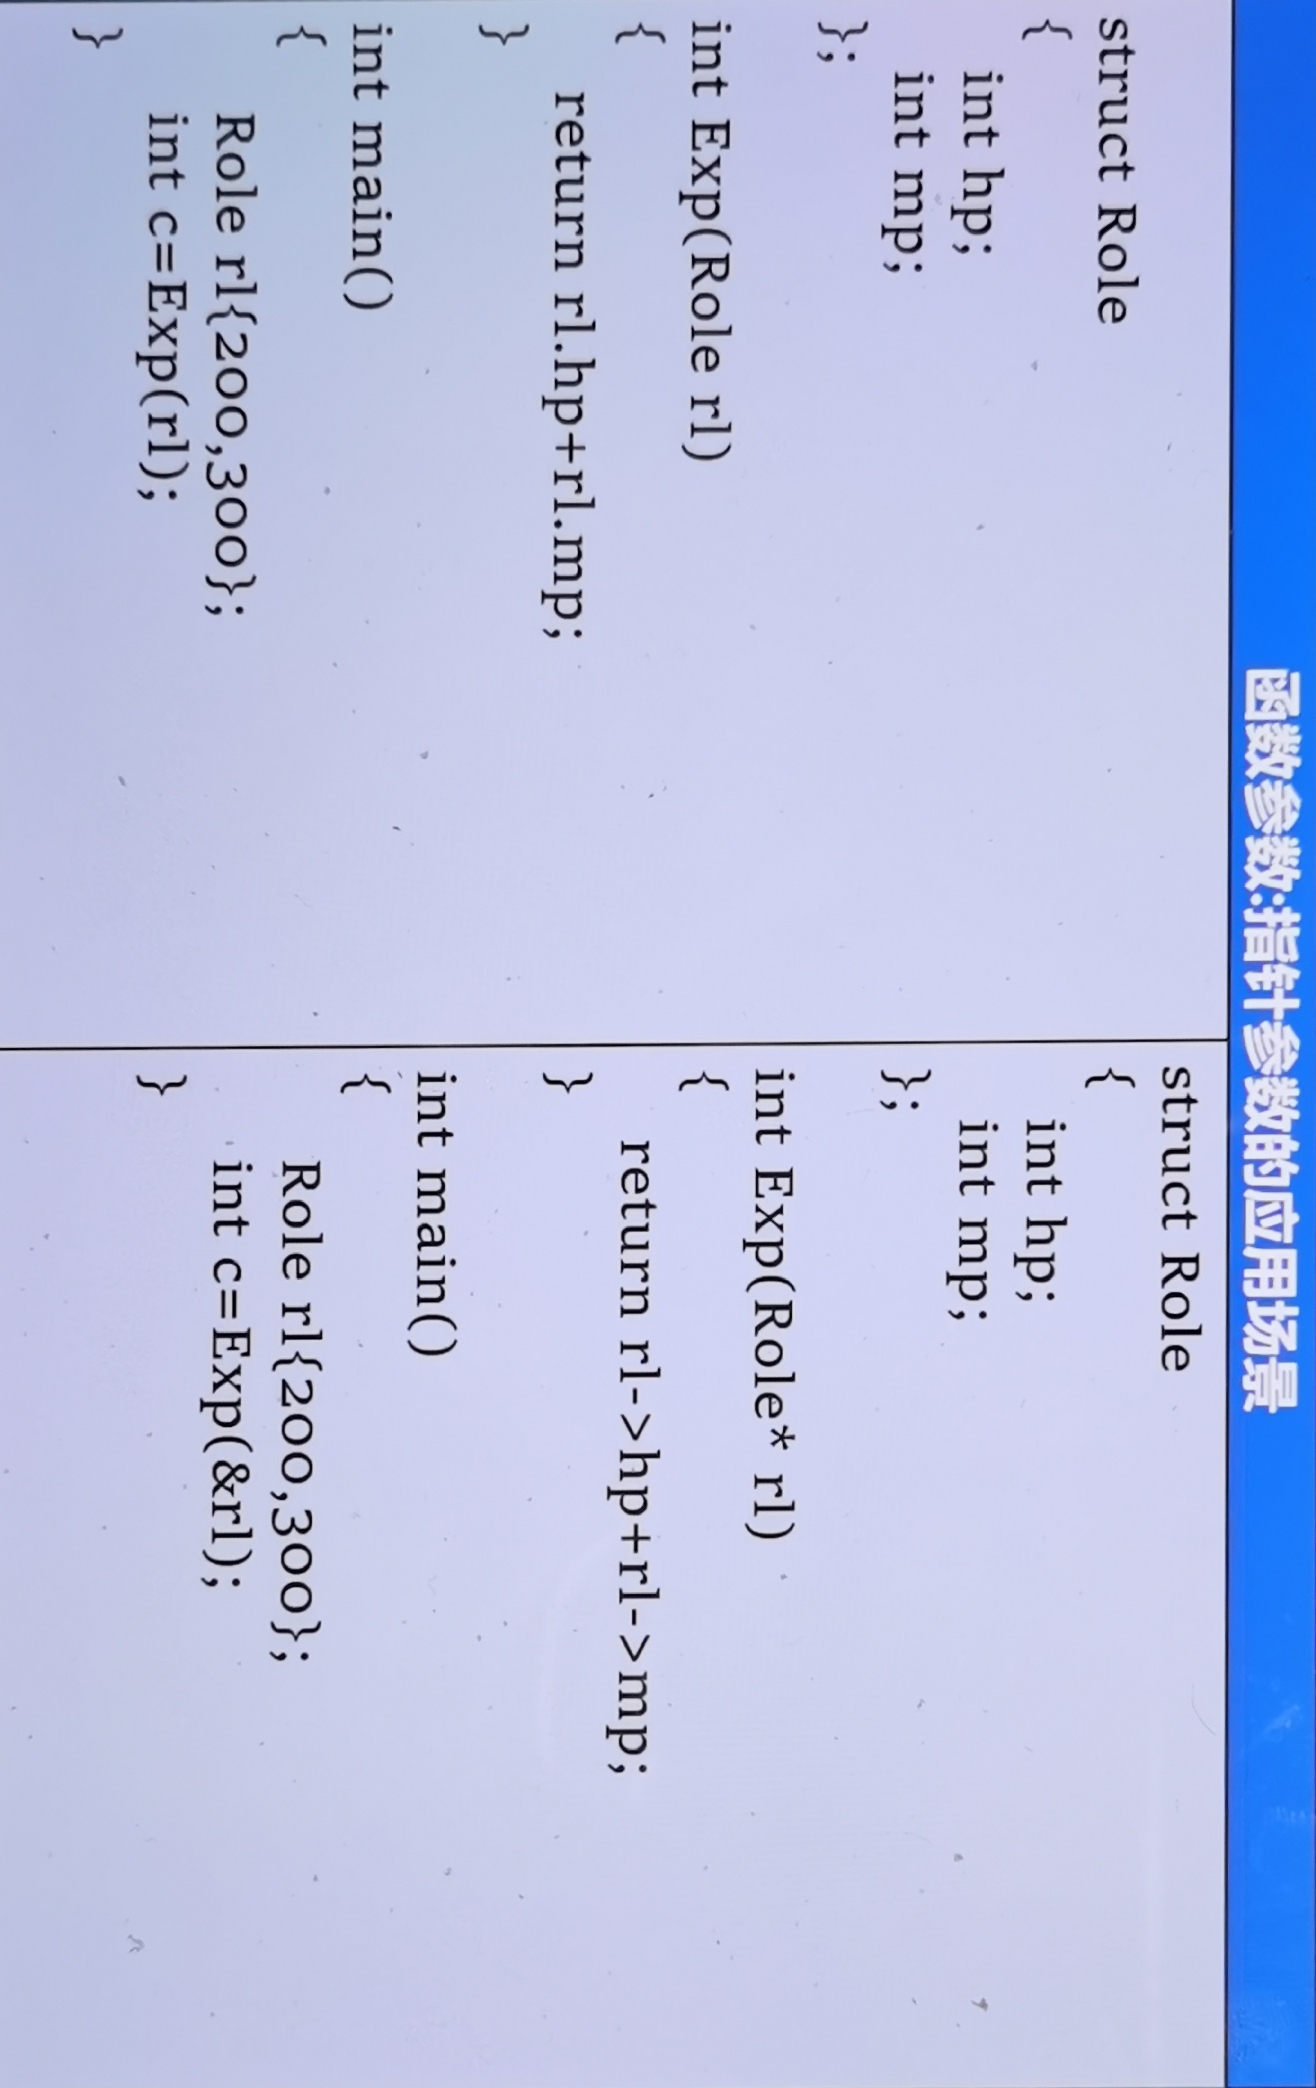 函数参数:指针参数的应用场景
struct Role
{
int hp;
int mp;
};
int Exp(Role rl)
{
return rl.hp+rl.mp;
}
int main()
{
Role rl{200,300};
int c=Exp(rl);
}
struct Role
{
int hp;
int mp;
};
int Exp(Role* rl)
{
return rl->hp+rl->mp;
}
int main()
{
Role rl{200,300};
int c=Exp(&rl);
}